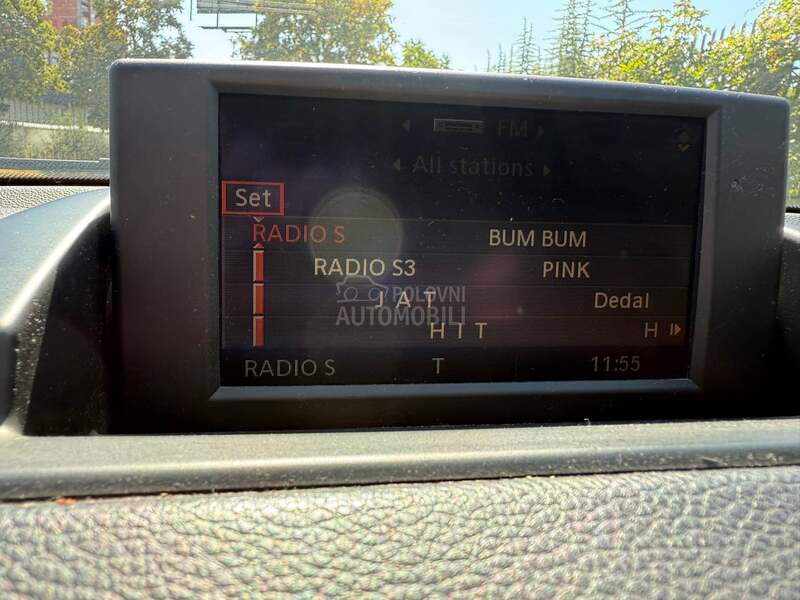 FM
All stations
Set
RADIO S BUM BUM
RADIO S3 PINK
J A T Dedal
H I T H
RADIO S T 11:55
POLOVNI
AUTOMOBILI